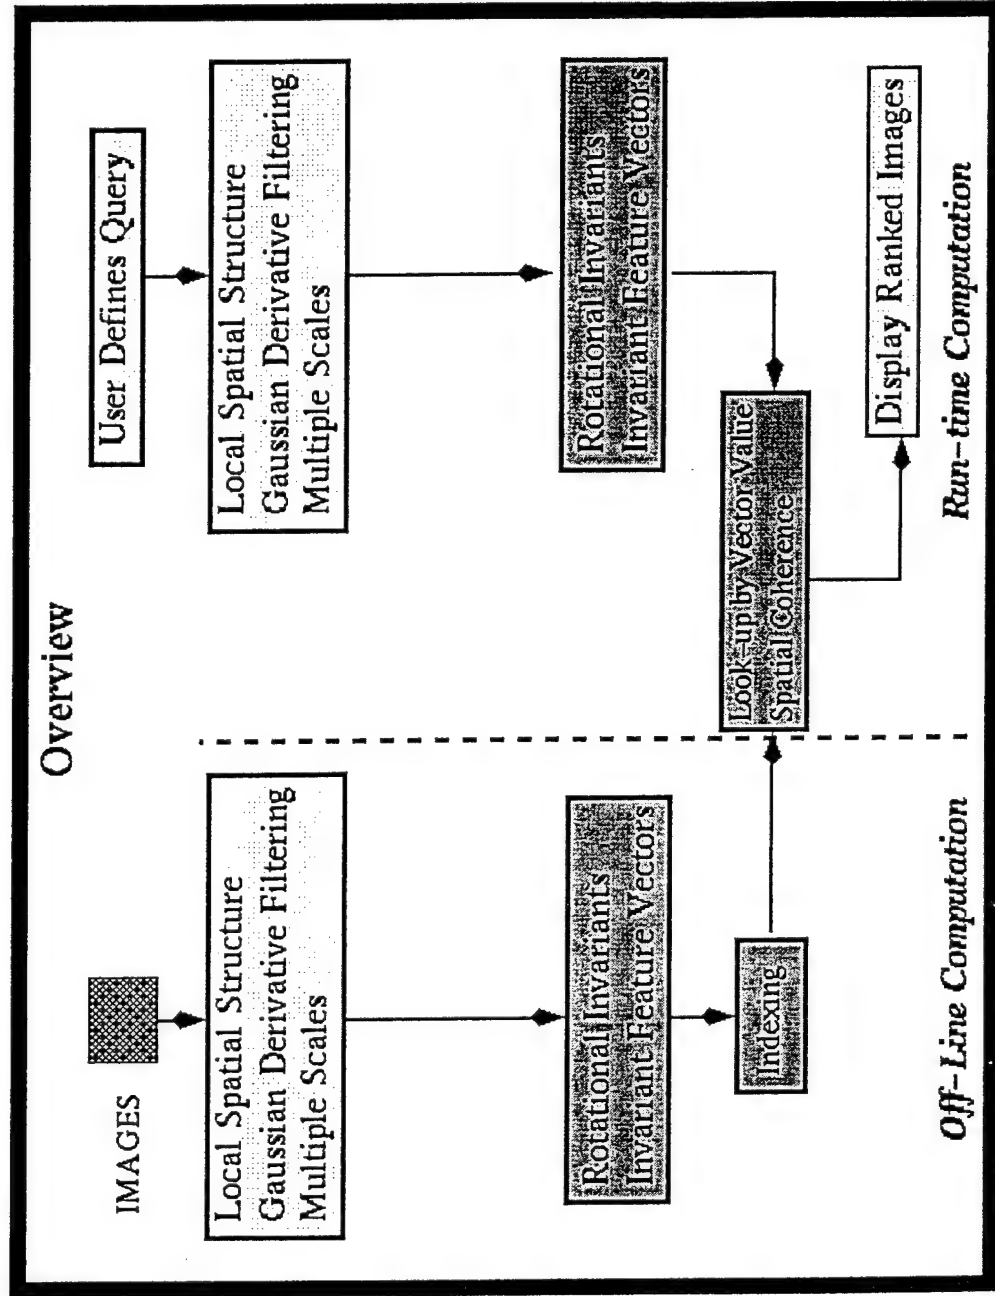 Overview
IMAGES
Local Spatial Structure
Gaussian Derivative Filtering
Multiple Scales
Rotational Invariants
Invariant Feature Vectors
Indexing
Off-Line Computation
User Defines Query
Local Spatial Structure
Gaussian Derivative Filtering
Multiple Scales
Rotational Invariants
Invariant Feature Vectors
Look-up by Vector Value
Spatial Coherence
Display Ranked Images
Run-time Computation